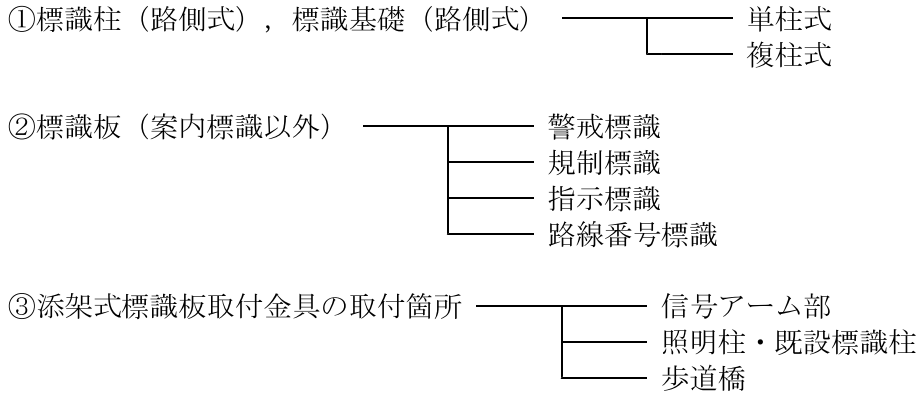 ①標識柱（路側式），標識基礎（路側式） 単柱式
複柱式
②標識板（案内標識以外） 警戒標識
規制標識
指示標識
路線番号標識
③添架式標識板取付金具の取付箇所 信号アーム部
照明柱・既設標識柱
歩道橋